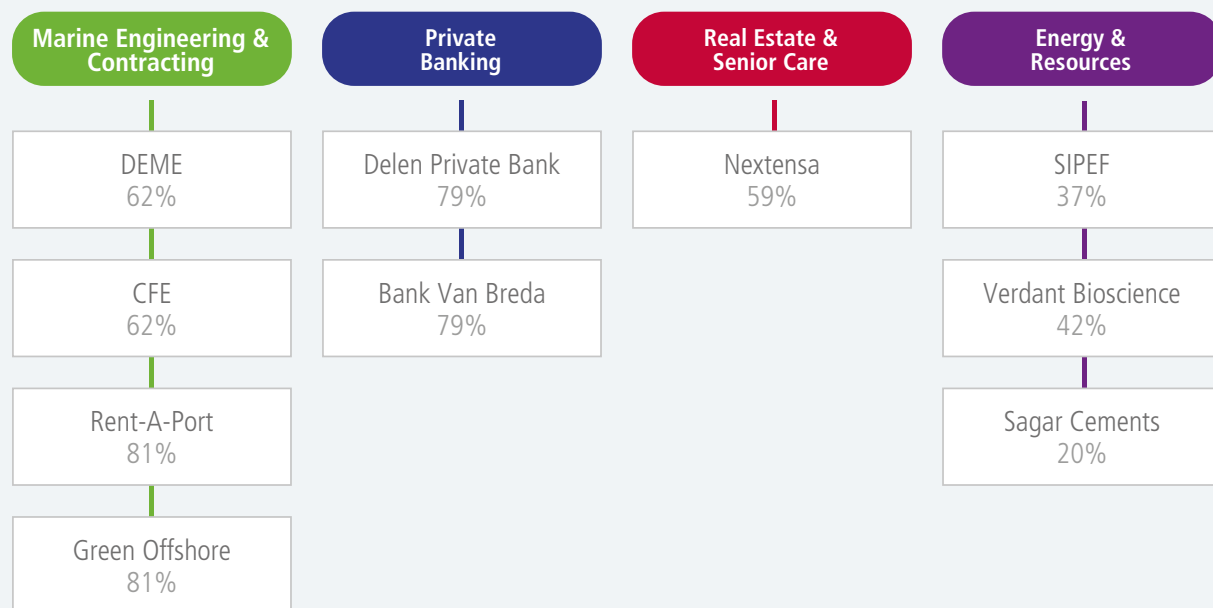 Marine Engineering &
Contracting
DEME
62%
CFE
62%
Rent-A-Port
81%
Green Offshore
81%
Private
Banking
Delen Private Bank
79%
Bank Van Breda
79%
Real Estate &
Senior Care
Nextensa
59%
Energy &
Resources
SIPEF
37%
Verdant Bioscience
42%
Sagar Cements
20%